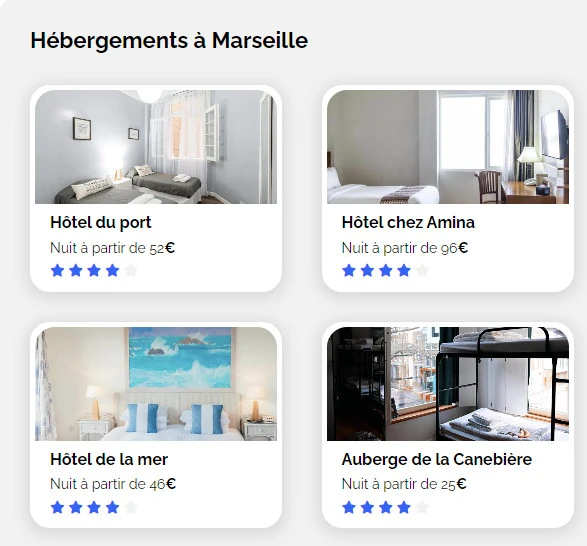 Hébergements à Marseille
Hôtel du port
Nuit à partir de 52€
Hôtel chez Amina
Nuit à partir de 96€
Hôtel de la mer
Nuit à partir de 46€
Auberge de la Canebière
Nuit à partir de 25€